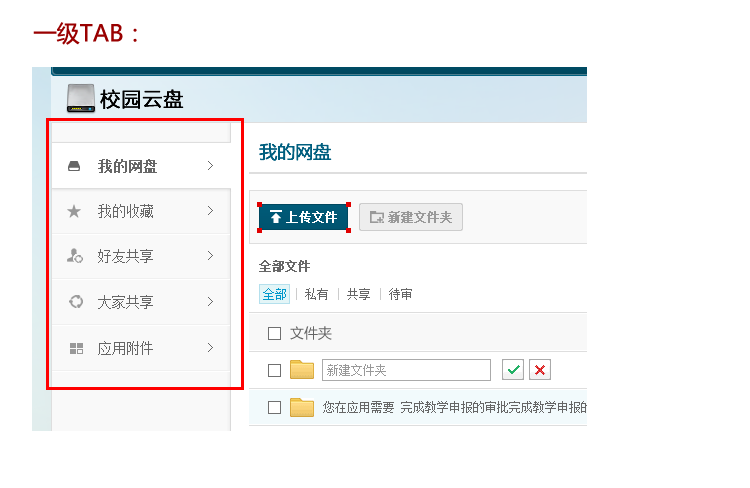 一级TAB：
校园云盘
我的网盘
我的收藏
好友共享
大家共享
应用附件
我的网盘
上传文件 新建文件夹
全部文件
全部 私有 共享 待审
文件夹
新建文件夹
您在应用需要 完成教学申报的审批完成教学申报的